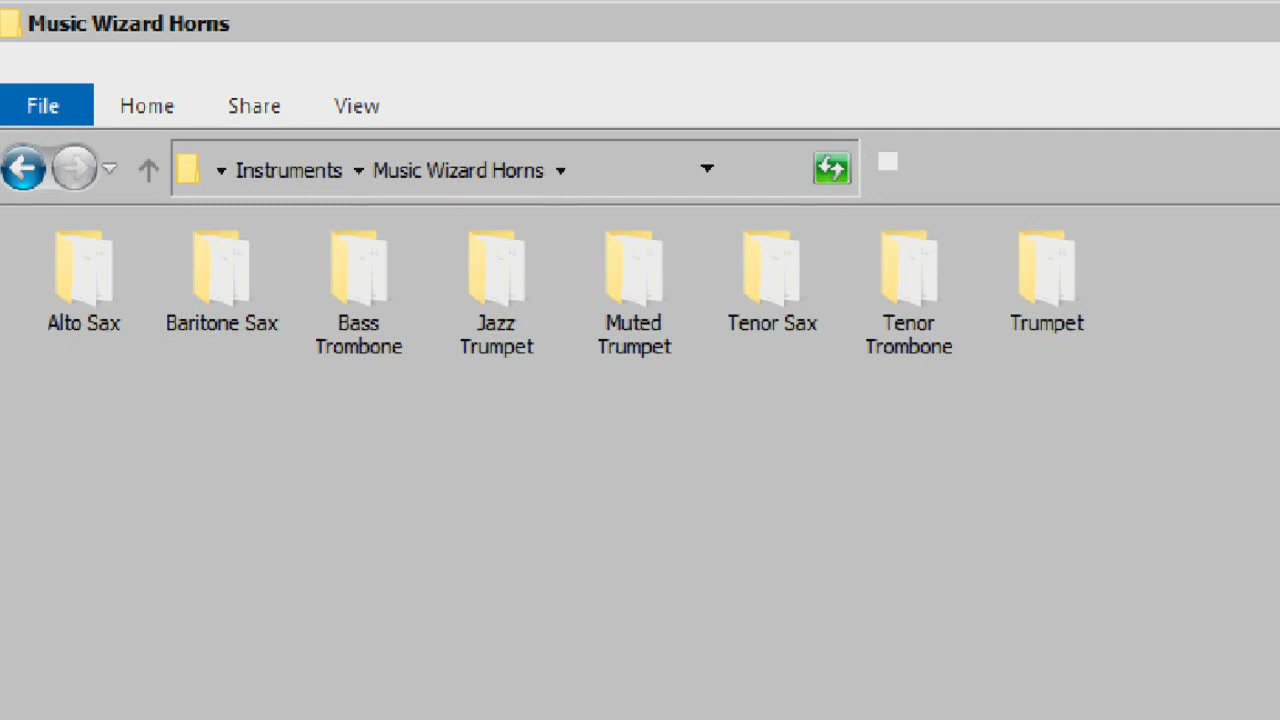 Music Wizard Horns
File Home Share View
Instruments Music Wizard Horns
Alto Sax Baritone Sax Bass Trombone Jazz Trumpet Muted Trumpet Tenor Sax Tenor Trombone Trumpet